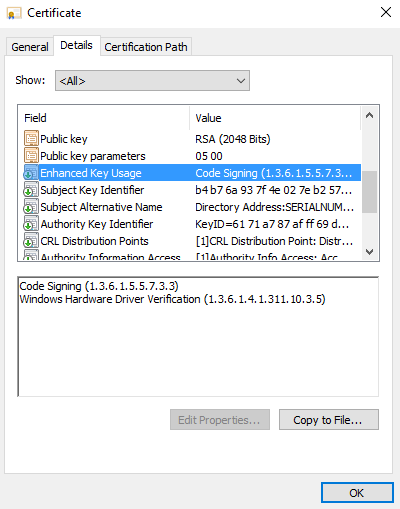 Certificate
General Details Certification Path
Show: <All>
Field Value
Public key RSA (2048 Bits)
Public key parameters 05 00
Enhanced Key Usage Code Signing (1.3.6.1.5.5.7.3...
Subject Key Identifier b4 b7 6a 93 7f 4e 02 7e b2 57...
Subject Alternative Name Directory Address:SERIALNUM...
Authority Key Identifier KeyID=61 71 a7 87 af ff 69 d...
CRL Distribution Points [1]CRL Distribution Point: Distr...
Authority Information Access [1]Authority Info Access: Acc...
Code Signing (1.3.6.1.5.5.7.3.3)
Windows Hardware Driver Verification (1.3.6.1.4.1.311.10.3.5)
Edit Properties... Copy to File...
OK